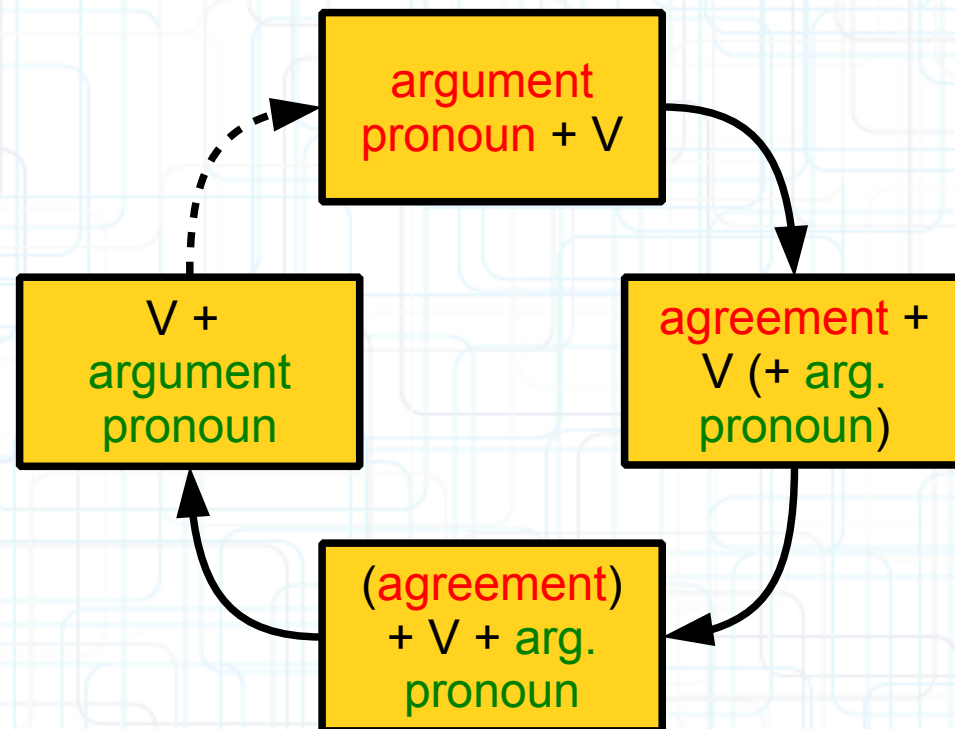 argument
pronoun + V
agreement +
V (+ arg.
pronoun)
(agreement)
+ V + arg.
pronoun
V +
argument
pronoun